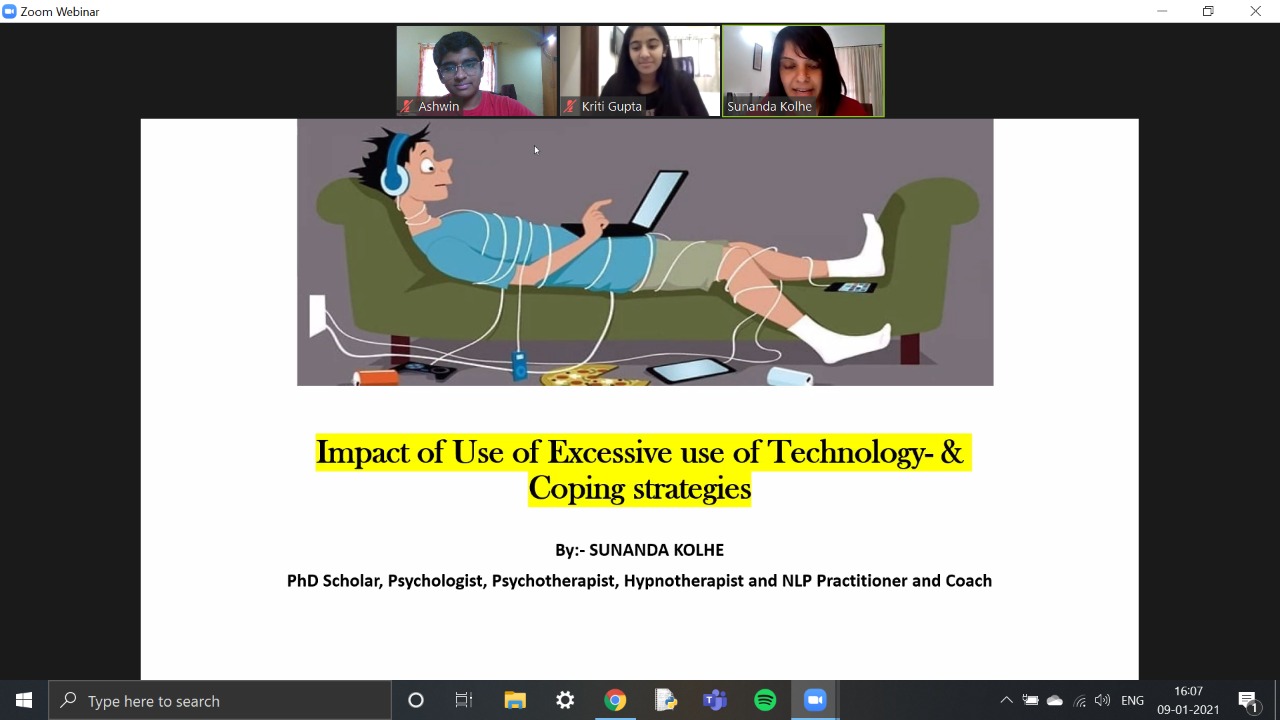 Zoom Webinar
Ashwin
Kriti Gupta
Sunanda Kolhe
Impact of Use of Excessive use of Technology- &
Coping strategies
By:- SUNANDA KOLHE
PhD Scholar, Psychologist, Psychotherapist, Hypnotherapist and NLP Practitioner and Coach
Type here to search
ENG
16:07
09-01-2021
1